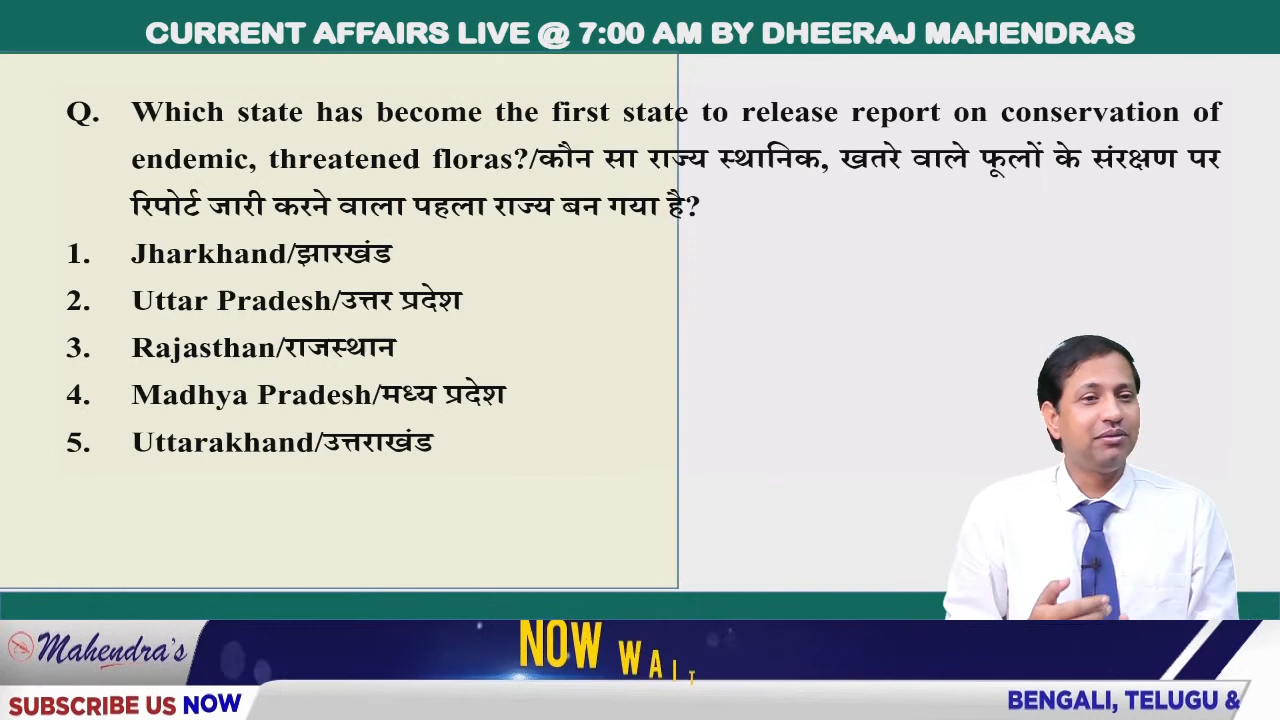 CURRENT AFFAIRS LIVE @ 7:00 AM BY DHEERAJ MAHENDRAS
Q. Which state has become the first state to release report on conservation of
endemic, threatened floras?/कौन सा राज्य स्थानिक, खतरे वाले फूलों के संरक्षण पर
रिपोर्ट जारी करने वाला पहला राज्य बन गया है?
1. Jharkhand/झारखंड
2. Uttar Pradesh/उत्तर प्रदेश
3. Rajasthan/राजस्थान
4. Madhya Pradesh/मध्य प्रदेश
5. Uttarakhand/उत्तराखंड
NOW WAIT
Mahendra's
SUBSCRIBE US NOW
BENGALI, TELUGU &